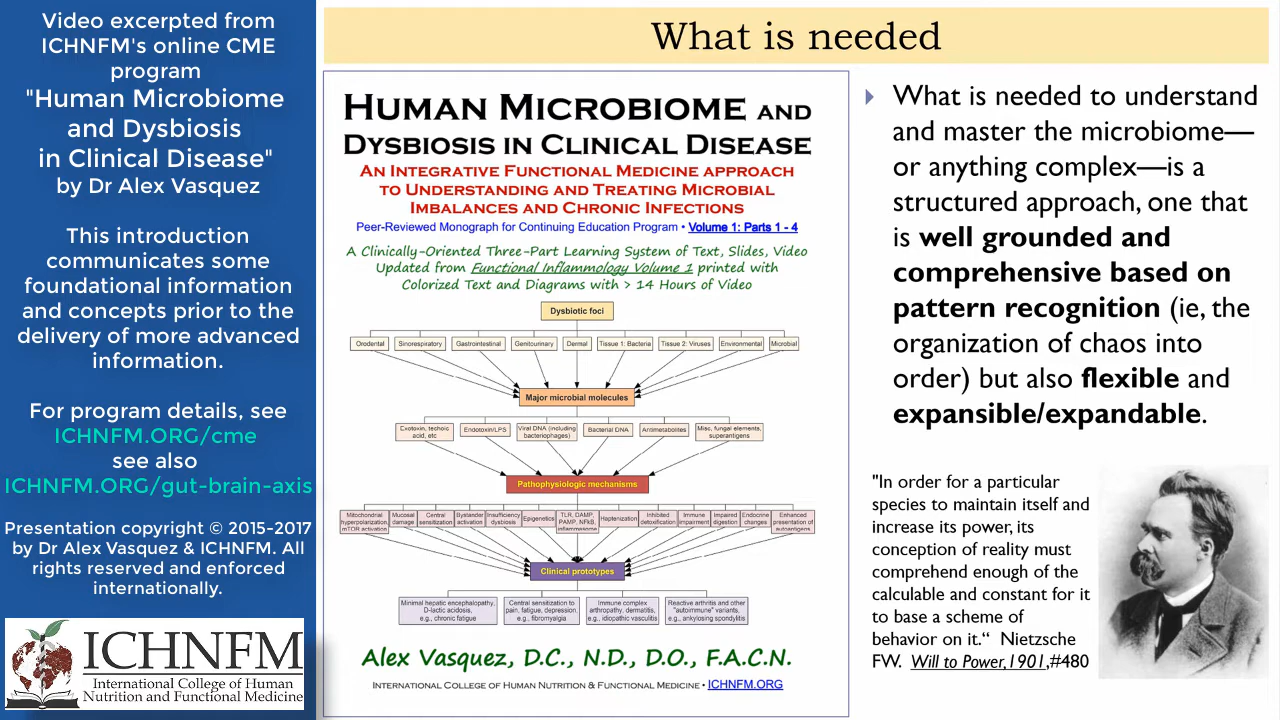 Video excerpted from
ICHNFM's online CME
program
"Human Microbiome
and Dysbiosis
in Clinical Disease"
by Dr Alex Vasquez
This introduction
communicates some
foundational information
and concepts prior to the
delivery of more advanced
information.
For program details, see
ICHNFM.ORG/cme
see also
ICHNFM.ORG/gut-brain-axis
Presentation copyright © 2015-2017
by Dr Alex Vasquez & ICHNFM. All
rights reserved and enforced
internationally.
ICHNFM
International College of Human
Nutrition and Functional Medicine
What is needed
HUMAN MICROBIOME AND
DYSBIOSIS IN CLINICAL DISEASE
AN INTEGRATIVE FUNCTIONAL MEDICINE APPROACH
TO UNDERSTANDING AND TREATING MICROBIAL
IMBALANCES AND CHRONIC INFECTIONS
Peer-Reviewed Monograph for Continuing Education Program • Volume 1: Parts 1 - 4
A Clinically-Oriented Three-Part Learning System of Text, Slides, Video
Updated from Functional Inflammology Volume 1 printed with
Colorized Text and Diagrams with > 14 Hours of Video
Dysbiotic foci
Orodental Sinorespiratory Gastrointestinal Genitourinary Dermal Tissue 1: Bacteria Tissue 2: Viruses Environmental Microbial
Major microbial molecules
Exotoxin, techoic
acid, etc
Endotoxin/LPS
Viral DNA (including
bacteriophages)
Bacterial DNA
Antimetabolites
Misc, fungal elements,
superantigens
Pathophysiologic mechanisms
Mitochondrial
hyperpolarization,
mTOR activation
Mucosal
damage
Central
sensitization
Bystander
activation
Insufficiency
dysbiosis
Epigenetics
TLR, DAMP,
PAMP, NFkB,
inflammasome
Haptenization
Inhibited
detoxification
Immune
impairment
Impaired
digestion
Endocrine
changes
Enhanced
presentation of
autoantigens
Clinical prototypes
Minimal hepatic encephalopathy,
D-lactic acidosis,
e.g., chronic fatigue
Central sensitization to
pain, fatigue, depression,
e.g., fibromyalgia
Immune complex
arthropathy, dermatitis,
e.g., idiopathic vasculitis
Reactive arthritis and other
"autoimmune" variants,
e.g., ankylosing spondylitis
Alex Vasquez, D.C., N.D., D.O., F.A.C.N.
INTERNATIONAL COLLEGE OF HUMAN NUTRITION & FUNCTIONAL MEDICINE • ICHNFM.ORG
What is needed to understand
and master the microbiome—
or anything complex—is a
structured approach, one that
is well grounded and
comprehensive based on
pattern recognition (ie, the
organization of chaos into
order) but also flexible and
expansible/expandable.
"In order for a particular
species to maintain itself and
increase its power, its
conception of reality must
comprehend enough of the
calculable and constant for it
to base a scheme of
behavior on it.“ Nietzsche
FW. Will to Power,1901,#480